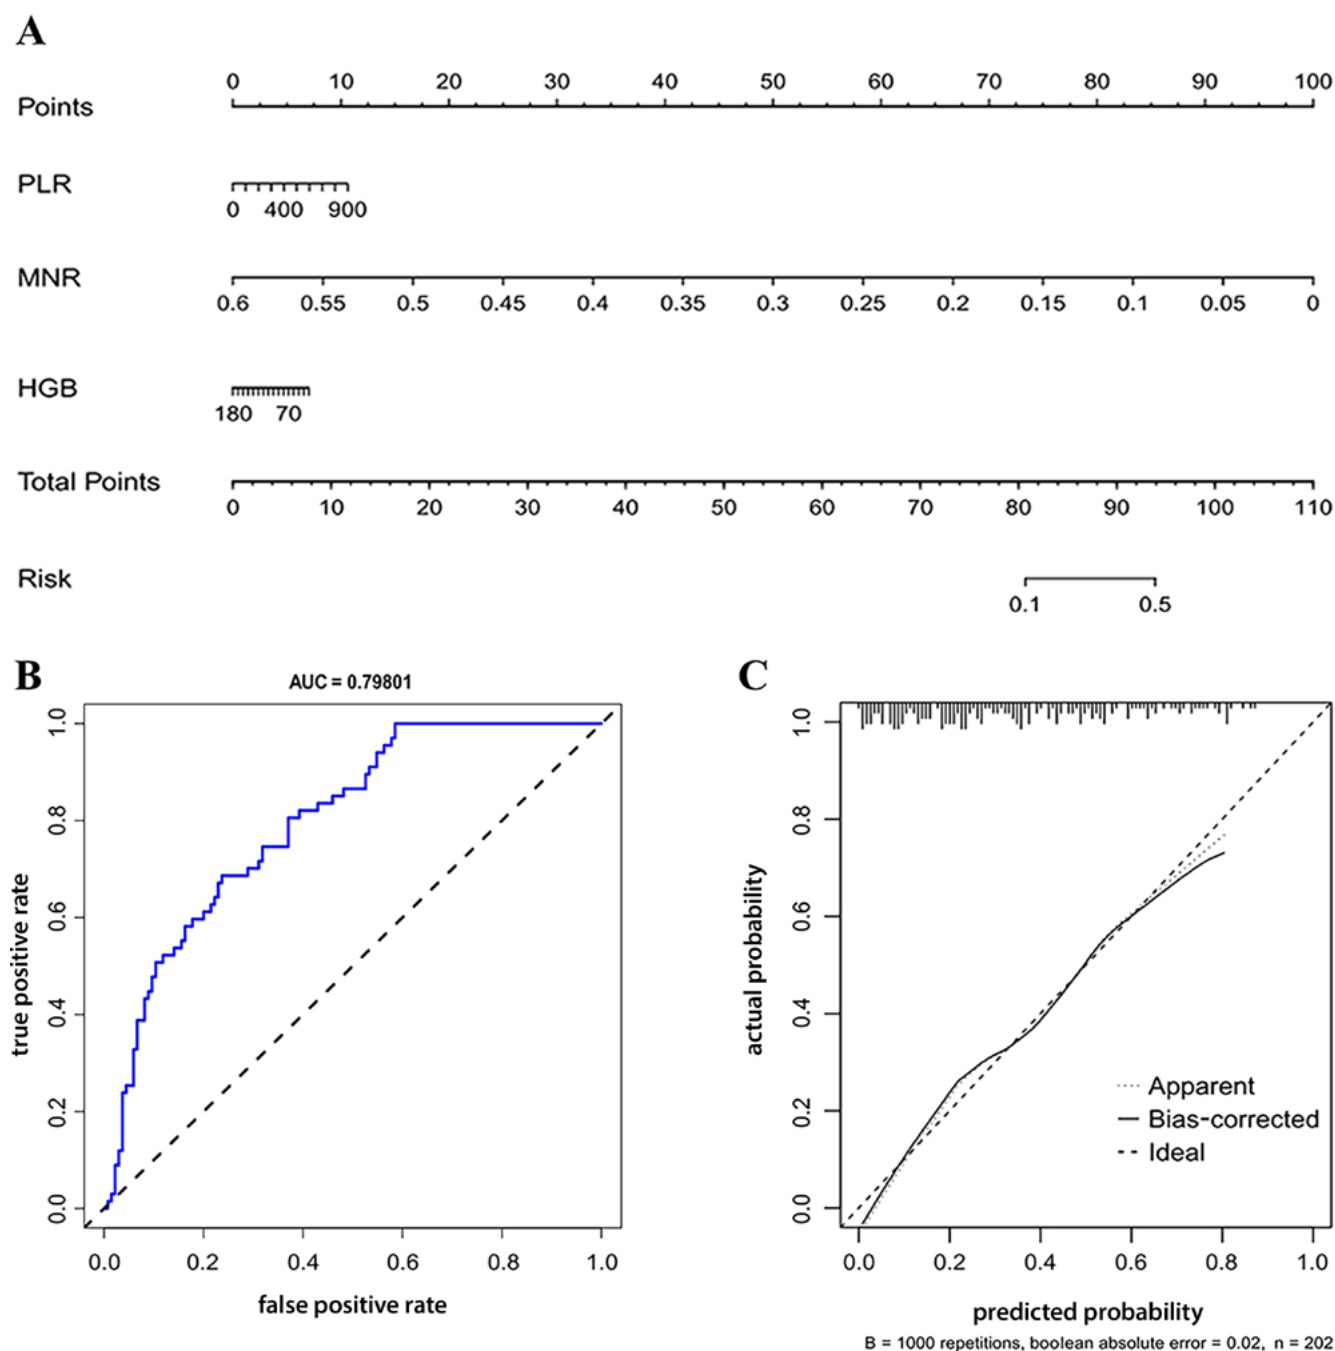 A
0 10 20 30 40 50 60 70 80 90 100
Points
PLR
0 400 900
MNR
0.6 0.55 0.5 0.45 0.4 0.35 0.3 0.25 0.2 0.15 0.1 0.05 0
HGB
180 70
Total Points
0 10 20 30 40 50 60 70 80 90 100 110
Risk
0.1 0.5
B
AUC = 0.79801
1.0
0.8
0.6
0.4
0.2
0.0
true positive rate
0.0 0.2 0.4 0.6 0.8 1.0
false positive rate
C
1.0
0.8
0.6
0.4
0.2
0.0
actual probability
Apparent
Bias-corrected
Ideal
0.0 0.2 0.4 0.6 0.8 1.0
predicted probability
B = 1000 repetitions, boolean absolute error = 0.02, n = 202